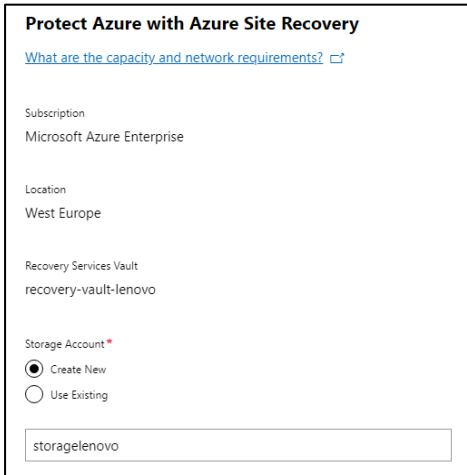 Protect Azure with Azure Site Recovery
What are the capacity and network requirements?
Subscription
Microsoft Azure Enterprise
Location
West Europe
Recovery Services Vault
recovery-vault-lenovo
Storage Account *
Create New
Use Existing
storagelenovo